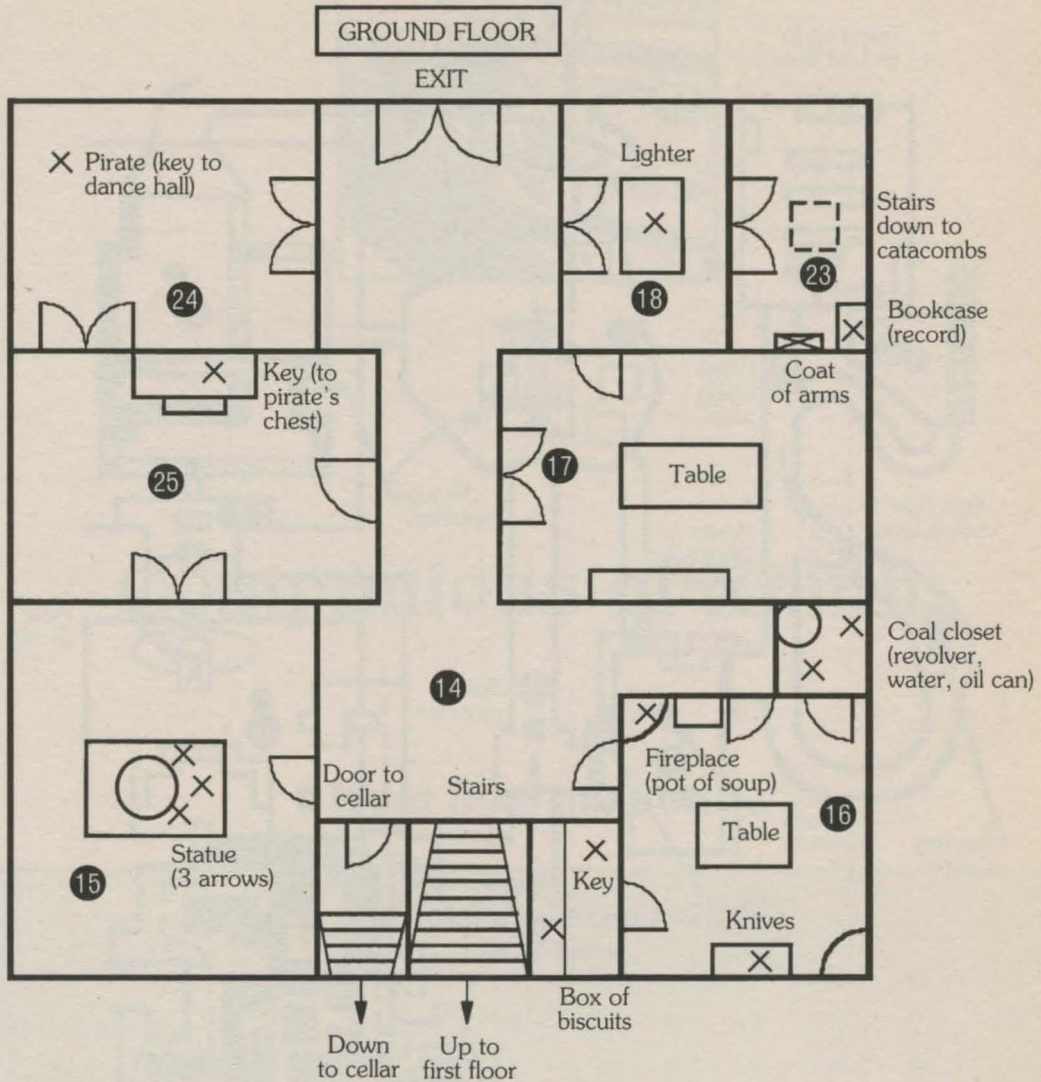 GROUND FLOOR
EXIT
Pirate (key to
dance hall)
Lighter
Stairs
down to
catacombs
24
18
23
Bookcase
(record)
Key (to
pirate's
chest)
Coat
of arms
25
17
Table
Coal closet
(revolver,
water, oil can)
14
Door to
cellar
Stairs
Fireplace
(pot of soup)
16
Table
Statue
(3 arrows)
15
Key
Knives
Box of
biscuits
Down
to cellar
Up to
first floor